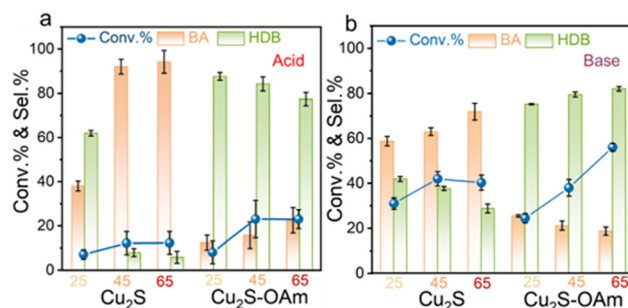 a
Conv.% BA HDB
Acid
Conv.% & Sel.%
100
80
60
40
20
0
25 45 65 25 45 65
Cu₂S Cu₂S-OAm
b
Conv.% BA HDB
Base
Conv.% & Sel.%
100
80
60
40
20
0
25 45 65 25 45 65
Cu₂S Cu₂S-OAm